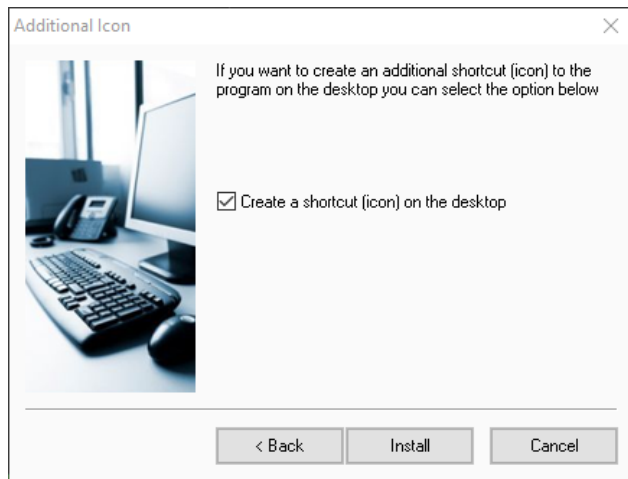 Additional Icon
If you want to create an additional shortcut (icon) to the
program on the desktop you can select the option below
Create a shortcut (icon) on the desktop
< Back
Install
Cancel